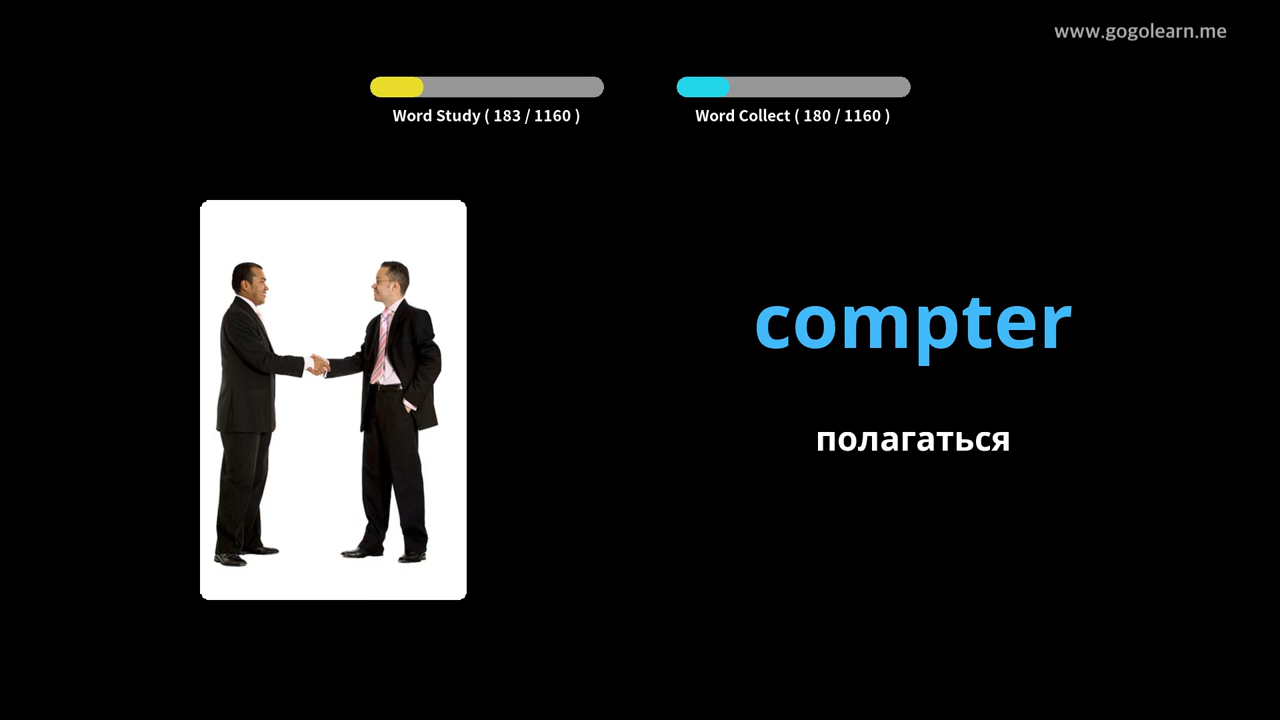 www.gogolearn.me
Word Study ( 183 / 1160 )
Word Collect ( 180 / 1160 )
compter
полагаться